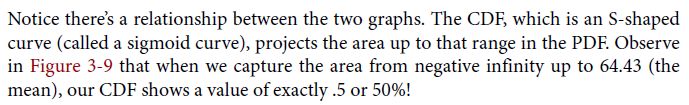 Notice there's a relationship between the two graphs. The CDF, which is an S-shaped
curve (called a sigmoid curve), projects the area up to that range in the PDF. Observe
in Figure 3-9 that when we capture the area from negative infinity up to 64.43 (the
mean), our CDF shows a value of exactly .5 or 50%!